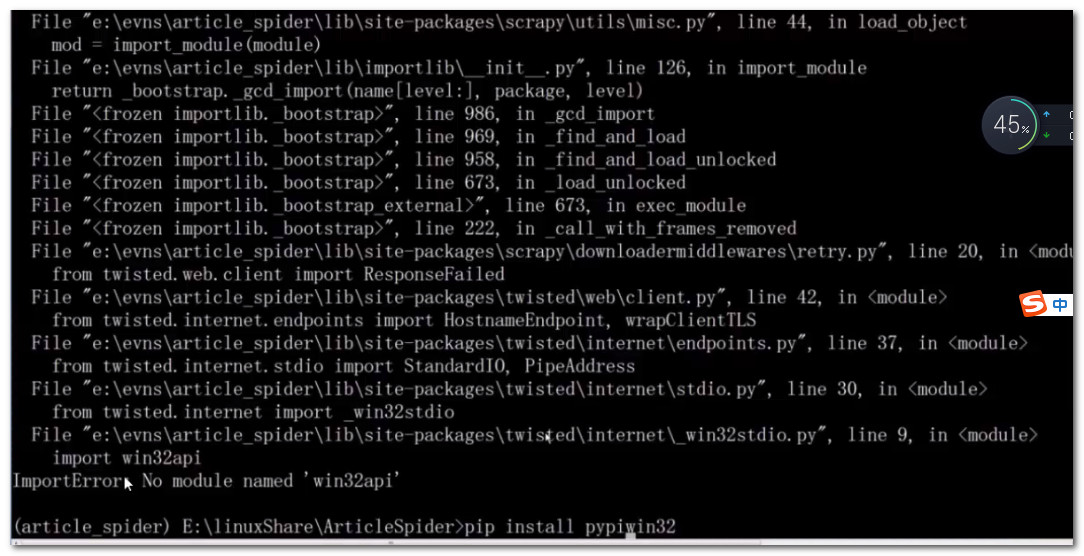 File "e:\evns\article_spider\lib\site-packages\scrapy\utils\misc.py", line 44, in load_object
mod = import_module(module)
File "e:\evns\article_spider\lib\importlib\__init__.py", line 126, in import_module
return _bootstrap._gcd_import(name[level:], package, level)
File "<frozen importlib._bootstrap>", line 986, in _gcd_import
File "<frozen importlib._bootstrap>", line 969, in _find_and_load
File "<frozen importlib._bootstrap>", line 958, in _find_and_load_unlocked
File "<frozen importlib._bootstrap>", line 673, in _load_unlocked
File "<frozen importlib._bootstrap_external>", line 673, in exec_module
File "<frozen importlib._bootstrap>", line 222, in _call_with_frames_removed
File "e:\evns\article_spider\lib\site-packages\scrapy\downloadermiddlewares\retry.py", line 20, in <modu
from twisted.web.client import ResponseFailed
File "e:\evns\article_spider\lib\site-packages\twisted\web\client.py", line 42, in <module>
from twisted.internet.endpoints import HostnameEndpoint, wrapClientTLS
File "e:\evns\article_spider\lib\site-packages\twisted\internet\endpoints.py", line 37, in <module>
from twisted.internet.stdio import StandardIO, PipeAddress
File "e:\evns\article_spider\lib\site-packages\twisted\internet\stdio.py", line 30, in <module>
from twisted.internet import _win32stdio
File "e:\evns\article_spider\lib\site-packages\twisted\internet\_win32stdio.py", line 9, in <module>
import win32api
ImportError: No module named 'win32api'
(article_spider) E:\linuxShare\ArticleSpider>pip install pypiwin32
45%
S 中